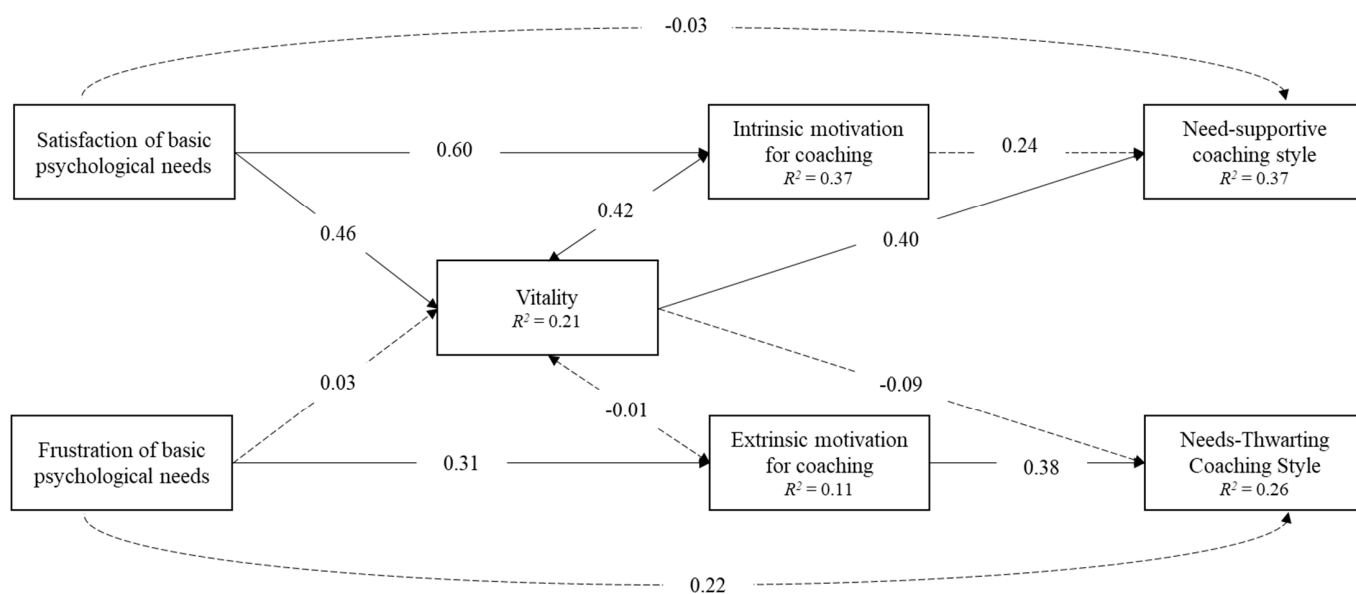 -0.03
Satisfaction of basic
psychological needs
0.60
Intrinsic motivation
for coaching
R² = 0.37
0.24
Need-supportive
coaching style
R² = 0.37
0.46
0.42
0.40
Vitality
R² = 0.21
0.03
-0.01
-0.09
Frustration of basic
psychological needs
0.31
Extrinsic motivation
for coaching
R² = 0.11
0.38
Needs-Thwarting
Coaching Style
R² = 0.26
0.22